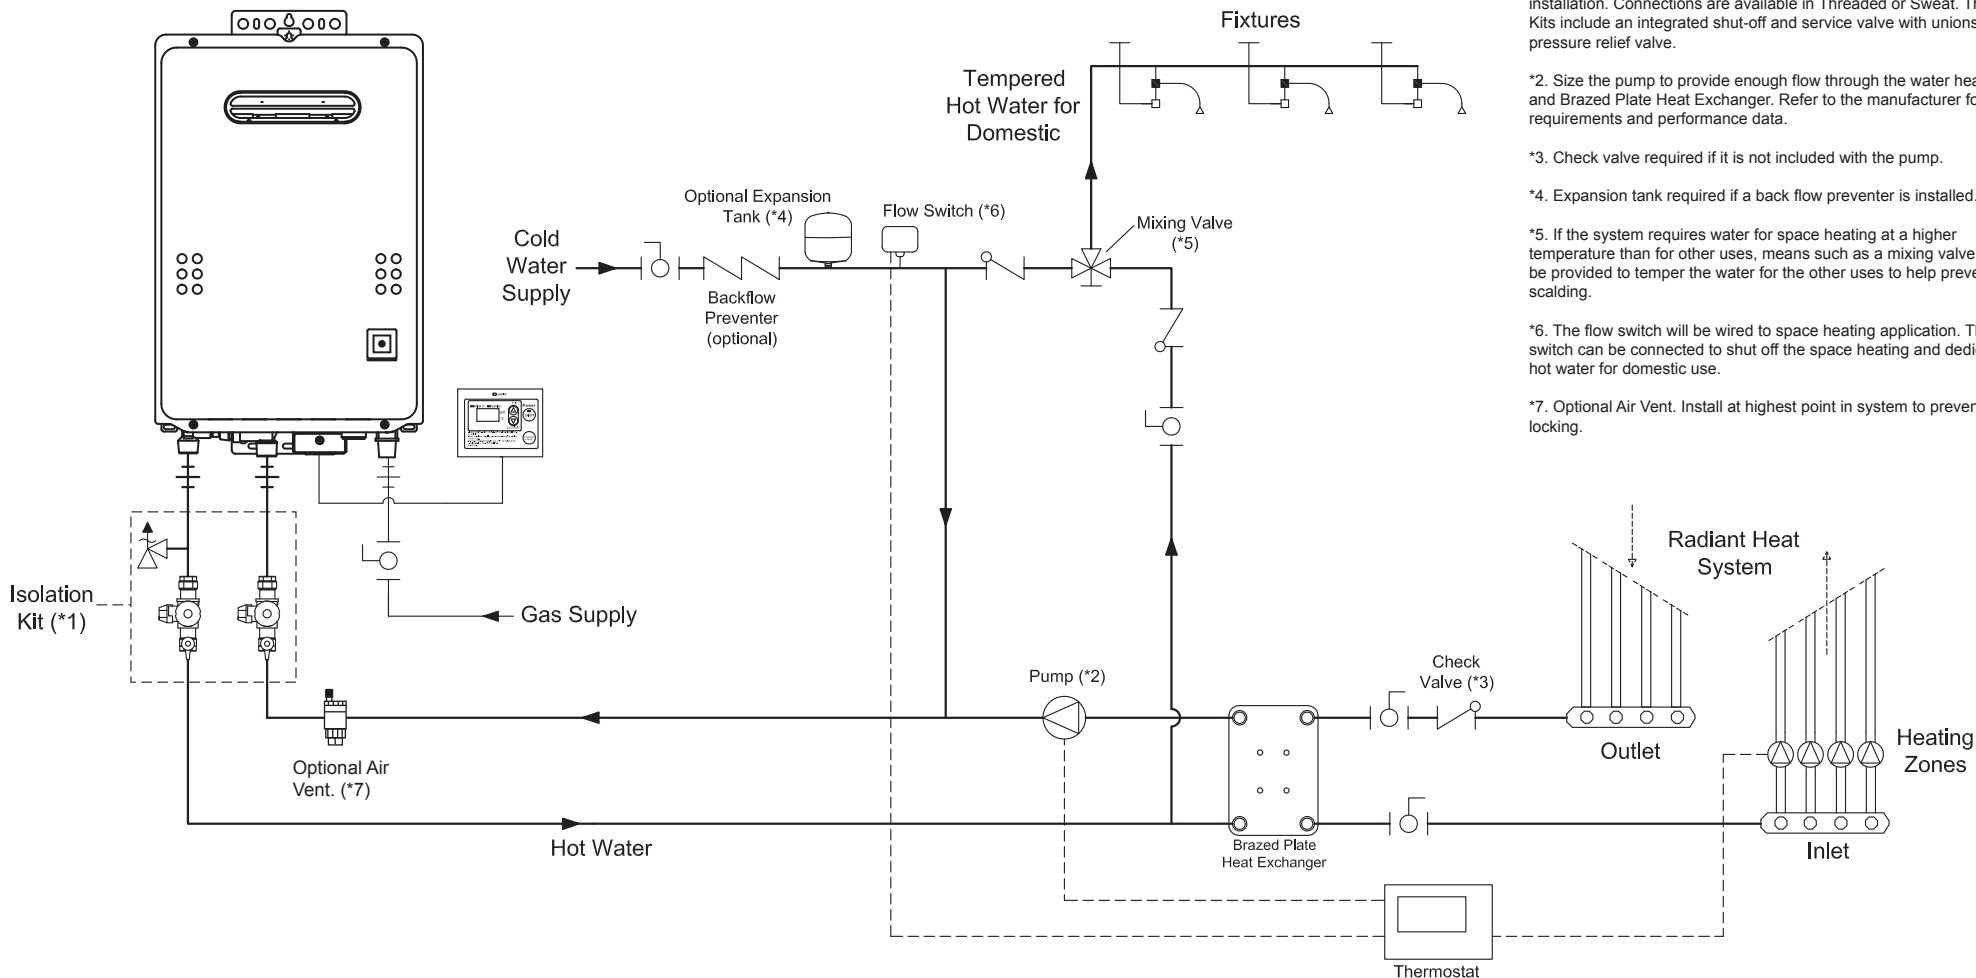 installation. Connections are available in Threaded or Sweat.
Kits include an integrated shut-off and service valve with unions
pressure relief valve.
*2. Size the pump to provide enough flow through the water
and Brazed Plate Heat Exchanger. Refer to the manufacturer
requirements and performance data.
*3. Check valve required if it is not included with the pump.
*4. Expansion tank required if a back flow preventer is installed.
*5. If the system requires water for space heating at a higher
temperature than for other uses, means such as a mixing valve
be provided to temper the water for the other uses to help
scalding.
*6. The flow switch will be wired to space heating application.
switch can be connected to shut off the space heating and
hot water for domestic use.
*7. Optional Air Vent. Install at highest point in system to
locking.
Fixtures
Tempered
Hot Water for
Domestic
Optional Expansion
Tank (*4)
Flow Switch (*6)
Mixing Valve
(*5)
Cold
Water
Supply
Backflow
Preventer
(optional)
Isolation
Kit (*1)
Gas Supply
Radiant Heat
System
Pump (*2)
Check
Valve (*3)
Outlet
Heating
Zones
Optional Air
Vent. (*7)
Hot Water
Brazed Plate
Heat Exchanger
Inlet
Thermostat